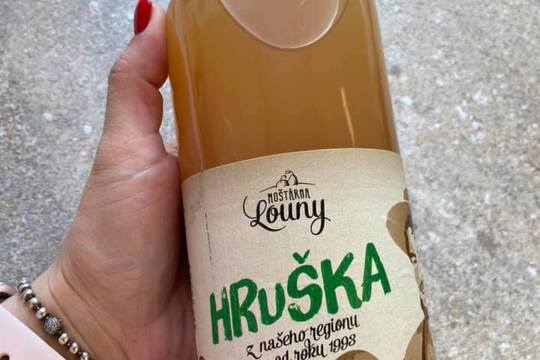 MOŠTÁRNA
Louny
HRUŠKA
z našeho regionu
od roku 1993